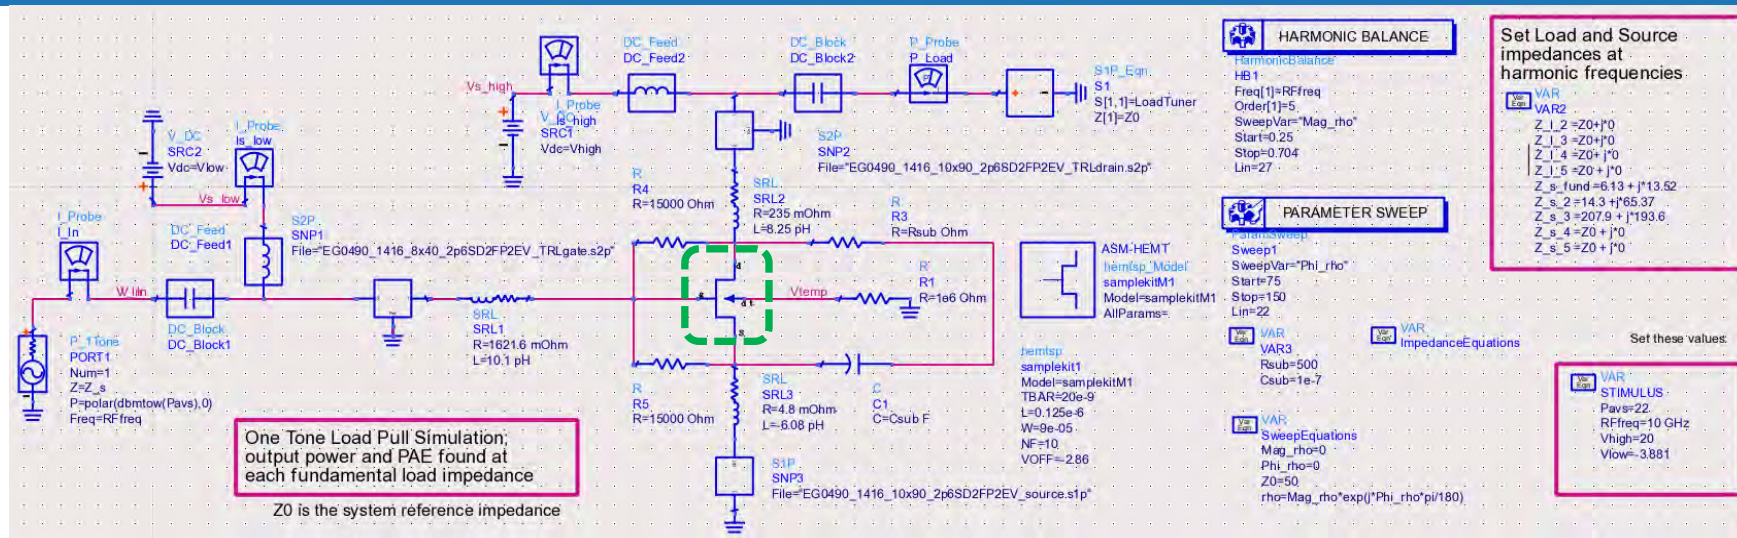 Vs_high
I_Probe
Is_high
V_DC
SRC1
Vdc=Vhigh
DC_Feed
DC_Feed2
DC_Block
DC_Block2
P_Probe
P_Load
S1P_Eqn
S1
S[1,1]=LoadTuner
Z[1]=Z0
S2P
SNP2
File="EG0490_1416_10x90_2p6SD2FP2EV_TRLdrain.s2p"
V_DC
SRC2
Vdc=Vlow
I_Probe
Is_low
Vs_low
I_Probe
I_In
DC_Feed
DC_Feed1
S2P
SNP1
File="EG0490_1416_8x40_2p6SD2FP2EV_TRLgate.s2p"
DC_Block
DC_Block1
P_1Tone
PORT1
Num=1
Z=Z_s
P=polar(dbmtow(Pavs),0)
Freq=RFfreq
SRL
SRL1
R=1621.6 mOhm
L=10.1 pH
R
R4
R=15000 Ohm
SRL
SRL2
R=235 mOhm
L=8.25 pH
R
R3
R=Rsub Ohm
Vtemp
R
R1
R=1e6 Ohm
R
R5
R=15000 Ohm
SRL
SRL3
R=4.8 mOhm
L=-6.08 pH
C
C1
C=Csub F
S1P
SNP3
File="EG0490_1416_10x90_2p6SD2FP2EV_source.s1p"
One Tone Load Pull Simulation;
output power and PAE found at
each fundamental load impedance
Z0 is the system reference impedance
ASM-HEMT
hemtsp_Model
samplekitM1
Model=samplekitM1
AllParams=
hemtsp
samplekit1
Model=samplekitM1
TBAR=20e-9
L=0.125e-6
W=9e-05
NF=10
VOFF=-2.86
HARMONIC BALANCE
HarmonicBalance
HB1
Freq[1]=RFfreq
Order[1]=5
SweepVar="Mag_rho"
Start=0.25
Stop=0.704
Lin=27
PARAMETER SWEEP
ParamSweep
Sweep1
SweepVar="Phi_rho"
Start=75
Stop=150
Lin=22
Var
Eqn
VAR
VAR3
Rsub=500
Csub=1e-7
Var
Eqn
VAR
ImpedanceEquations
Var
Eqn
VAR
SweepEquations
Mag_rho=0
Phi_rho=0
Z0=50
rho=Mag_rho*exp(j*Phi_rho*pi/180)
Set Load and Source
impedances at
harmonic frequencies
Var
Eqn
VAR
VAR2
Z_l_2 =Z0+j*0
Z_l_3 =Z0+j*0
Z_l_4 =Z0+ j*0
Z_l_5 =Z0 + j*0
Z_s_fund =6.13 + j*13.52
Z_s_2 =14.3 +j*65.37
Z_s_3 =207.9 + j*193.6
Z_s_4 =Z0 + j*0
Z_s_5 =Z0 + j*0
Set these values:
Var
Eqn
VAR
STIMULUS
Pavs=22
RFfreq=10 GHz
Vhigh=20
Vlow=-3.881